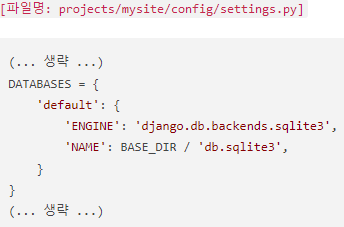 [파일명: projects/mysite/config/settings.py]
(... 생략 ...)
DATABASES = {
    'default': {
        'ENGINE': 'django.db.backends.sqlite3',
        'NAME': BASE_DIR / 'db.sqlite3',
    }
}
(... 생략 ...)